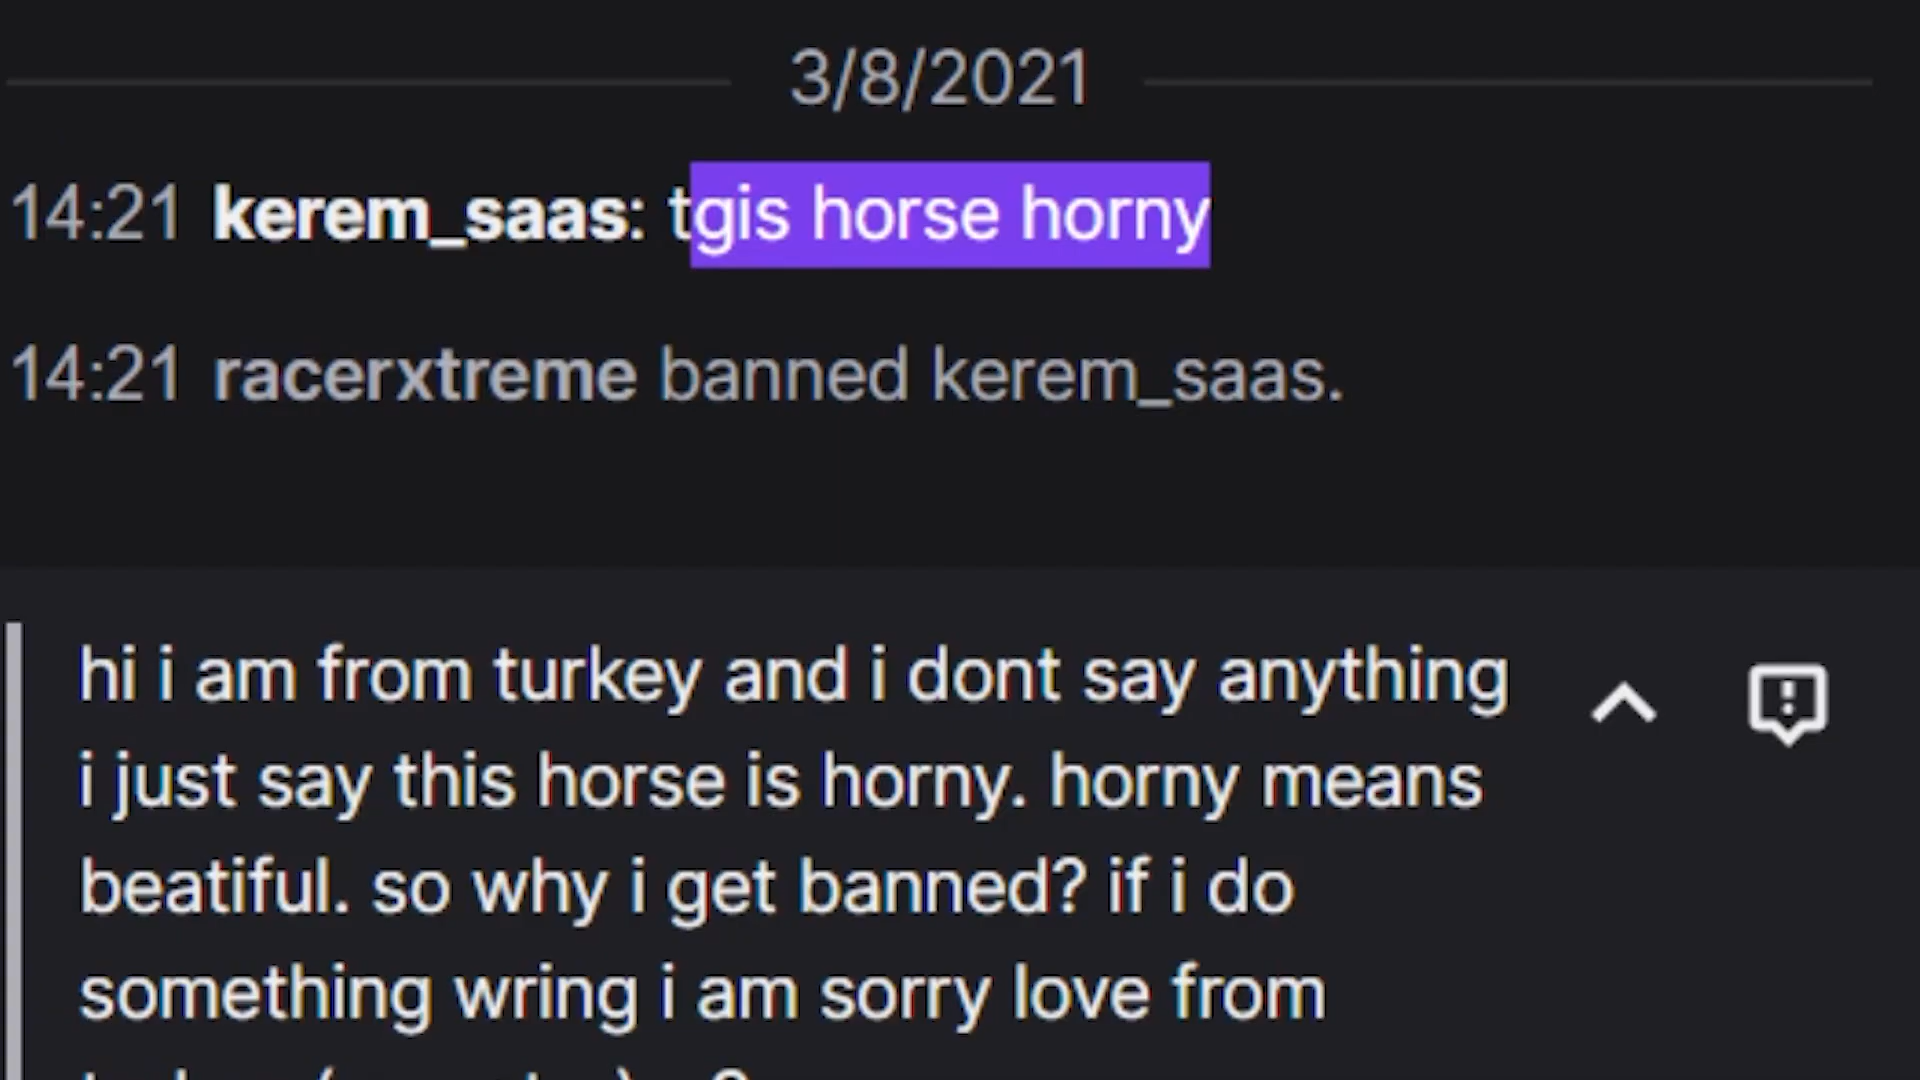 3/8/2021
14:21 kerem_saas: tgis horse horny
14:21 racerxtreme banned kerem_saas.
hi i am from turkey and i dont say anything
i just say this horse is horny. horny means
beatiful. so why i get banned? if i do
something wring i am sorry love from